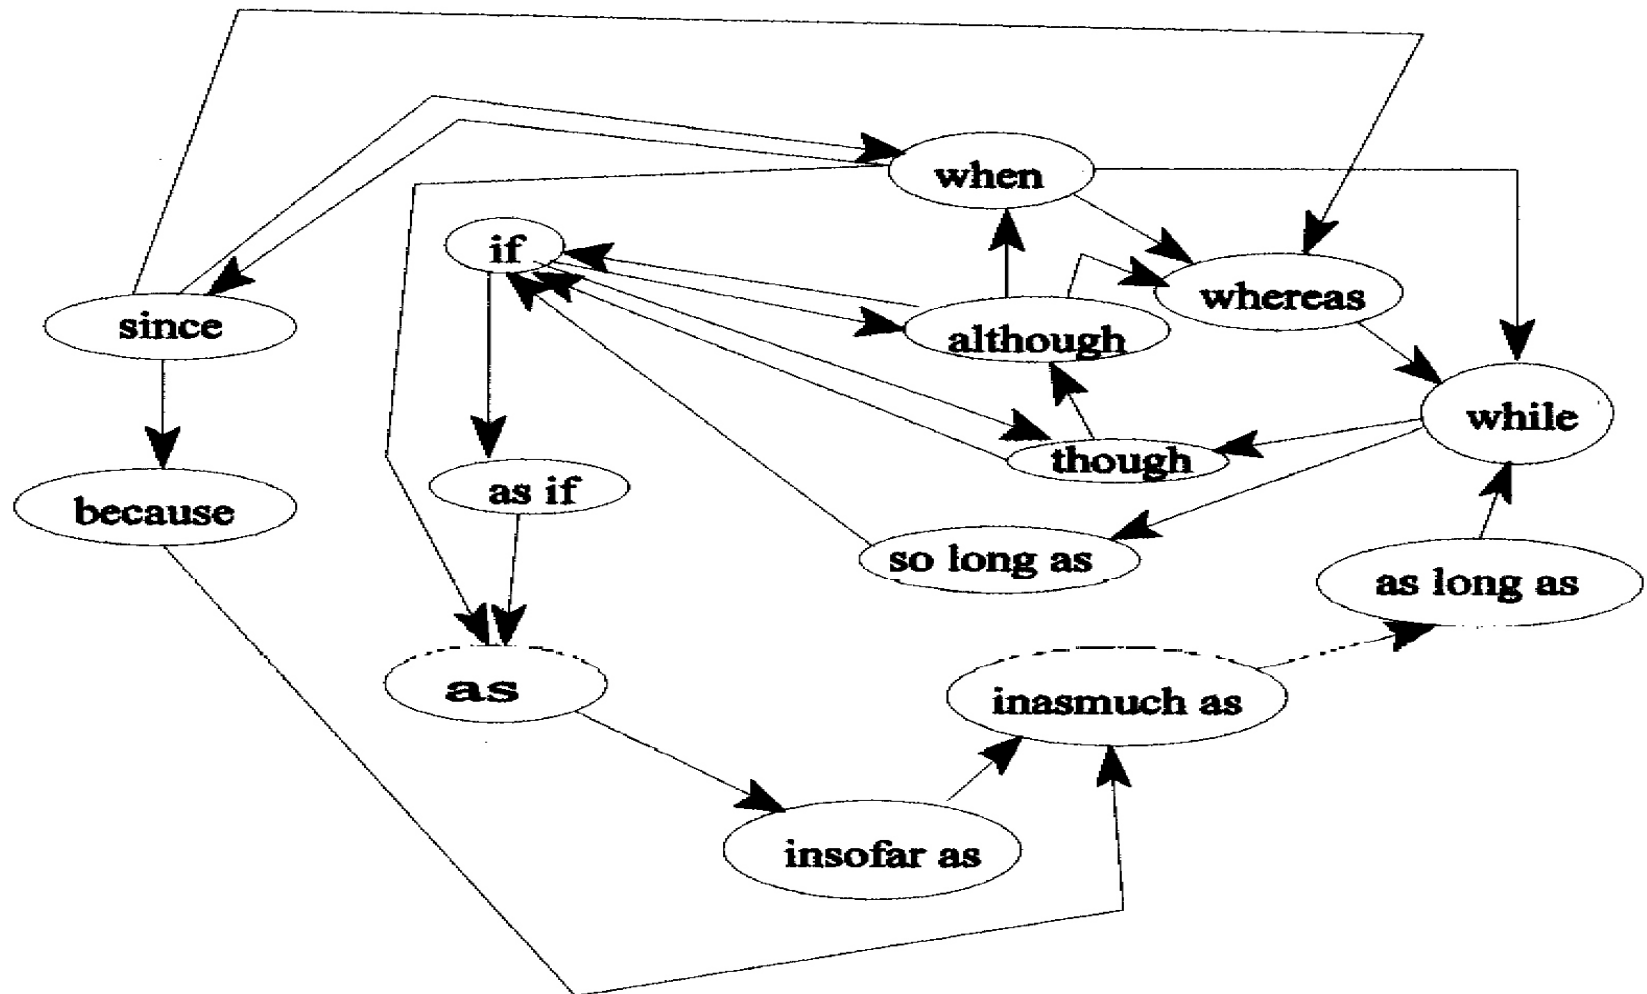 when
if
whereas
since
although
while
though
as if
because
so long as
as long as
as
inasmuch as
insofar as